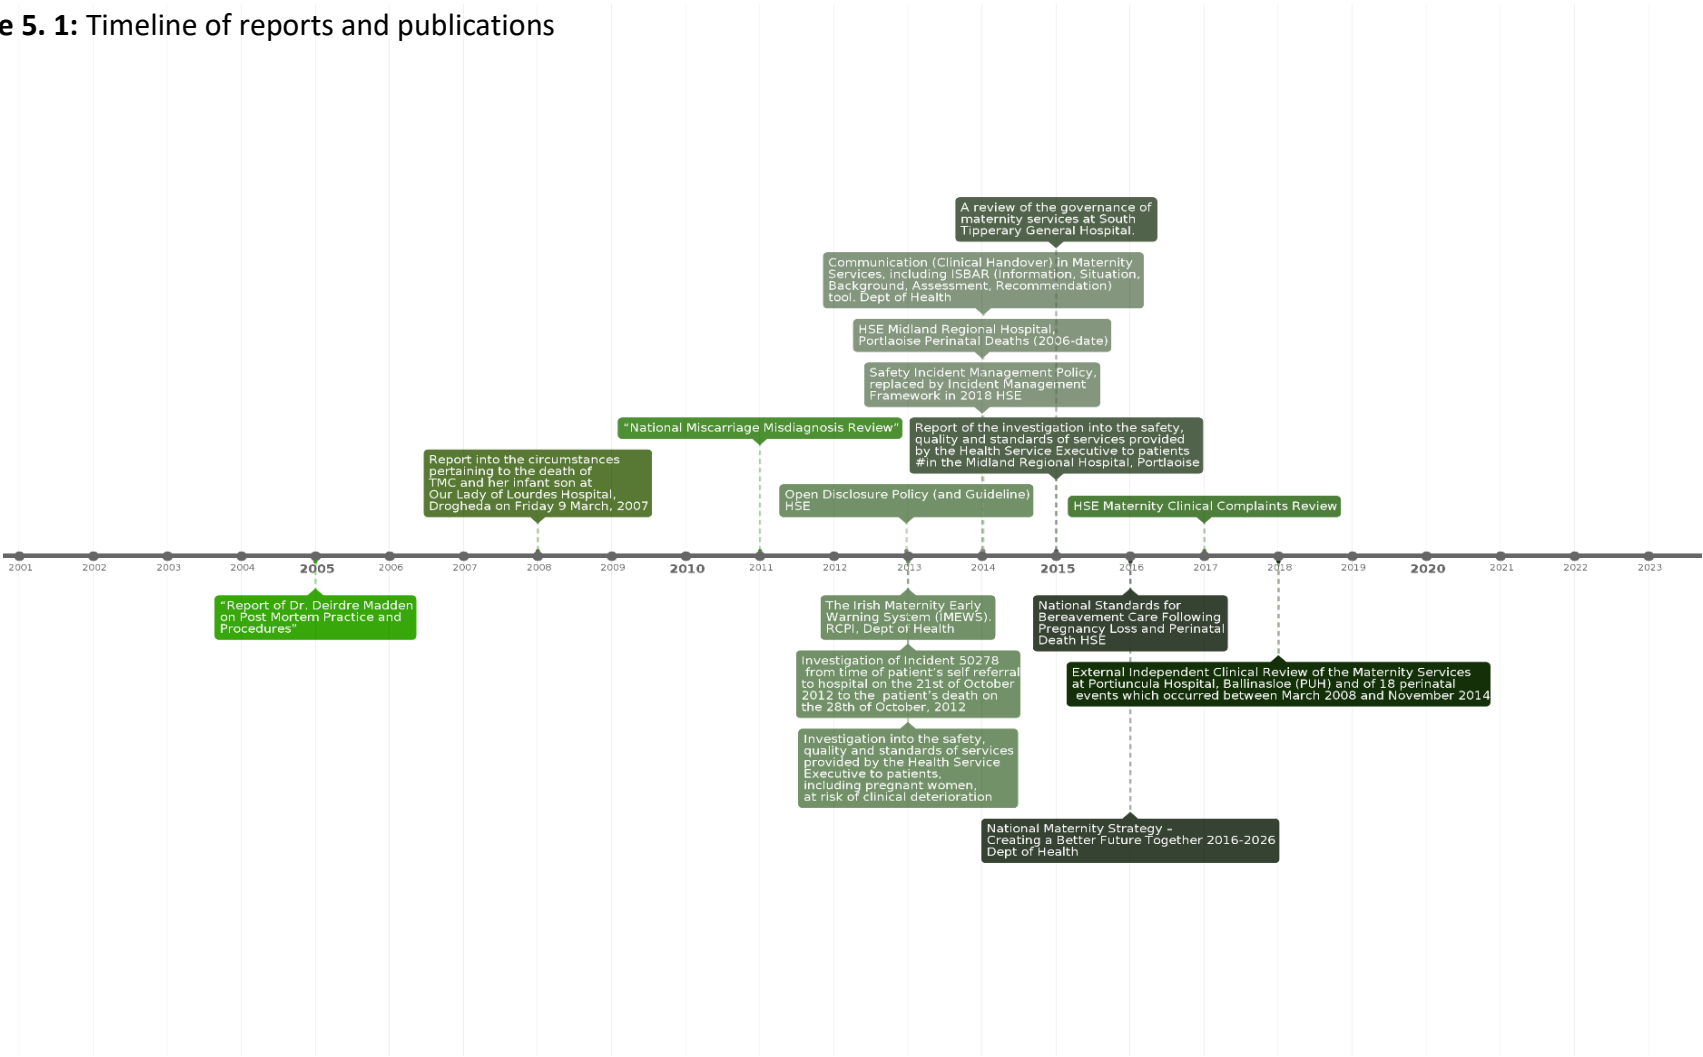 e 5. 1: Timeline of reports and publications
A review of the governance of
maternity services at South
Tipperary General Hospital.
Communication (Clinical Handover) in Maternity
Services, including ISBAR (Information, Situation,
Background, Assessment, Recommendation)
tool. Dept of Health
HSE Midland Regional Hospital,
Portlaoise Perinatal Deaths (2006-date)
Safety Incident Management Policy,
replaced by Incident Management
Framework in 2018 HSE
“National Miscarriage Misdiagnosis Review”
Report of the investigation into the safety,
quality and standards of services provided
by the Health Service Executive to patients
#in the Midland Regional Hospital, Portlaoise
Report into the circumstances
pertaining to the death of
TMC and her infant son at
Our Lady of Lourdes Hospital,
Drogheda on Friday 9 March, 2007
Open Disclosure Policy (and Guideline)
HSE
HSE Maternity Clinical Complaints Review
2001 2002 2003 2004 2005 2006 2007 2008 2009 2010 2011 2012 2013 2014 2015 2016 2017 2018 2019 2020 2021 2022 2023
“Report of Dr. Deirdre Madden
on Post Mortem Practice and
Procedures”
The Irish Maternity Early
Warning System (IMEWS).
RCPI, Dept of Health
National Standards for
Bereavement Care Following
Pregnancy Loss and Perinatal
Death HSE
Investigation of Incident 50278
from time of patient’s self referral
to hospital on the 21st of October
2012 to the patient’s death on
the 28th of October, 2012
External Independent Clinical Review of the Maternity Services
at Portiuncula Hospital, Ballinasloe (PUH) and of 18 perinatal
events which occurred between March 2008 and November 2014
Investigation into the safety,
quality and standards of services
provided by the Health Service
Executive to patients,
including pregnant women,
at risk of clinical deterioration
National Maternity Strategy –
Creating a Better Future Together 2016-2026
Dept of Health